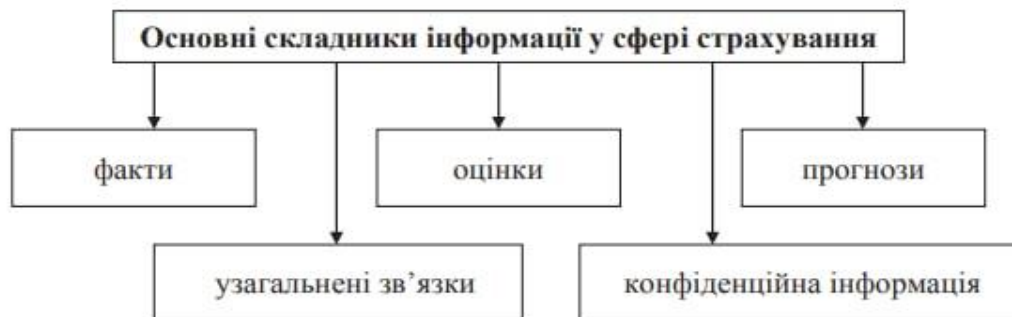 Основні складники інформації у сфері страхування
факти
оцінки
прогнози
узагальнені зв’язки
конфіденційна інформація